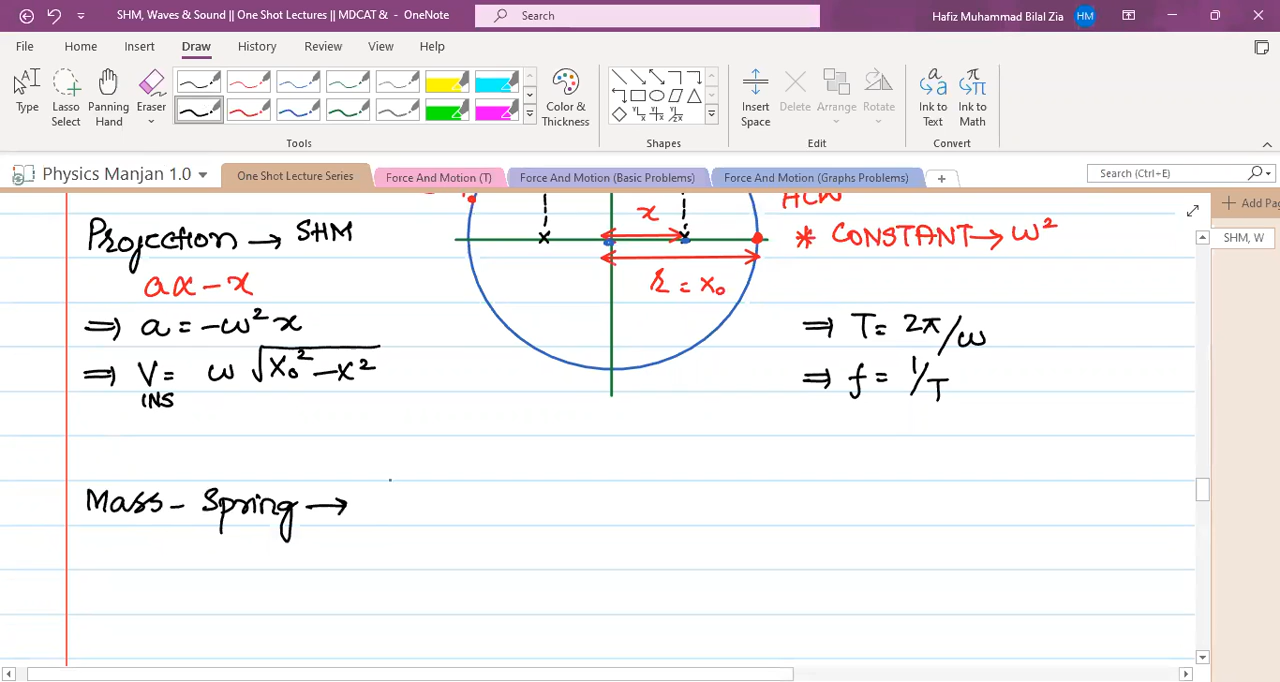 SHM, Waves & Sound || One Shot Lectures || MDCAT & - OneNote
Search
Hafiz Muhammad Bilal Zia
HM
File Home Insert Draw History Review View Help
Type
Lasso Select
Panning Hand
Eraser
Color & Thickness
Insert Space
Delete
Arrange
Rotate
Ink to Text
Ink to Math
Tools
Shapes
Edit
Convert
Physics Manjan 1.0
One Shot Lecture Series
Force And Motion (T)
Force And Motion (Basic Problems)
Force And Motion (Graphs Problems)
Search (Ctrl+E)
Add Pag
SHM, W
ACW
Projection → SHM
x
* CONSTANT → ω²
a α - x
r = x₀
⇒ a = -ω² x
⇒ T = 2π/ω
⇒ V = ω √x₀² - x²
INS
⇒ f = 1/T
Mass - Spring →